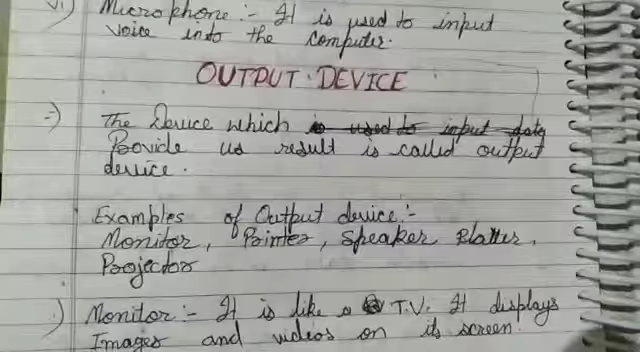 vi) Microphone:- It is used to input
voice into the computer.
OUTPUT DEVICE
The Device which is used to input data
Povide us result is called output
device.
Examples of Output device:-
Monitor, Printer, Speaker, Platter,
Projector
Monitor:- It is like a T.V. It displays
Images and videos on its screen.